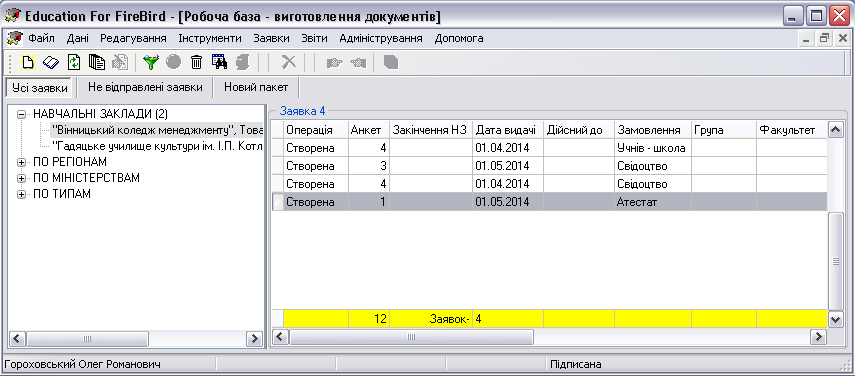 Education For FireBird - [Робоча база - виготовлення документів]
Файл Дані Редагування Інструменти Заявки Звіти Адміністрування Допомога
Усі заявки Не відправлені заявки Новий пакет
НАВЧАЛЬНІ ЗАКЛАДИ (2)
"Вінницький коледж менеджменту", Това
"Гадяцьке училище культури ім. І.П. Котл
ПО РЕГІОНАМ
ПО МІНІСТЕРСТВАМ
ПО ТИПАМ
Заявка 4
Операція Анкет Закінчення НЗ Дата видачі Дійсний до Замовлення Група Факультет
Створена 4 01.04.2014 Учнів - школа
Створена 3 01.05.2014 Свідоцтво
Створена 4 01.04.2014 Свідоцтво
Створена 1 01.05.2014 Атестат
12 Заявок- 4
Гороховський Олег Романович Підписана